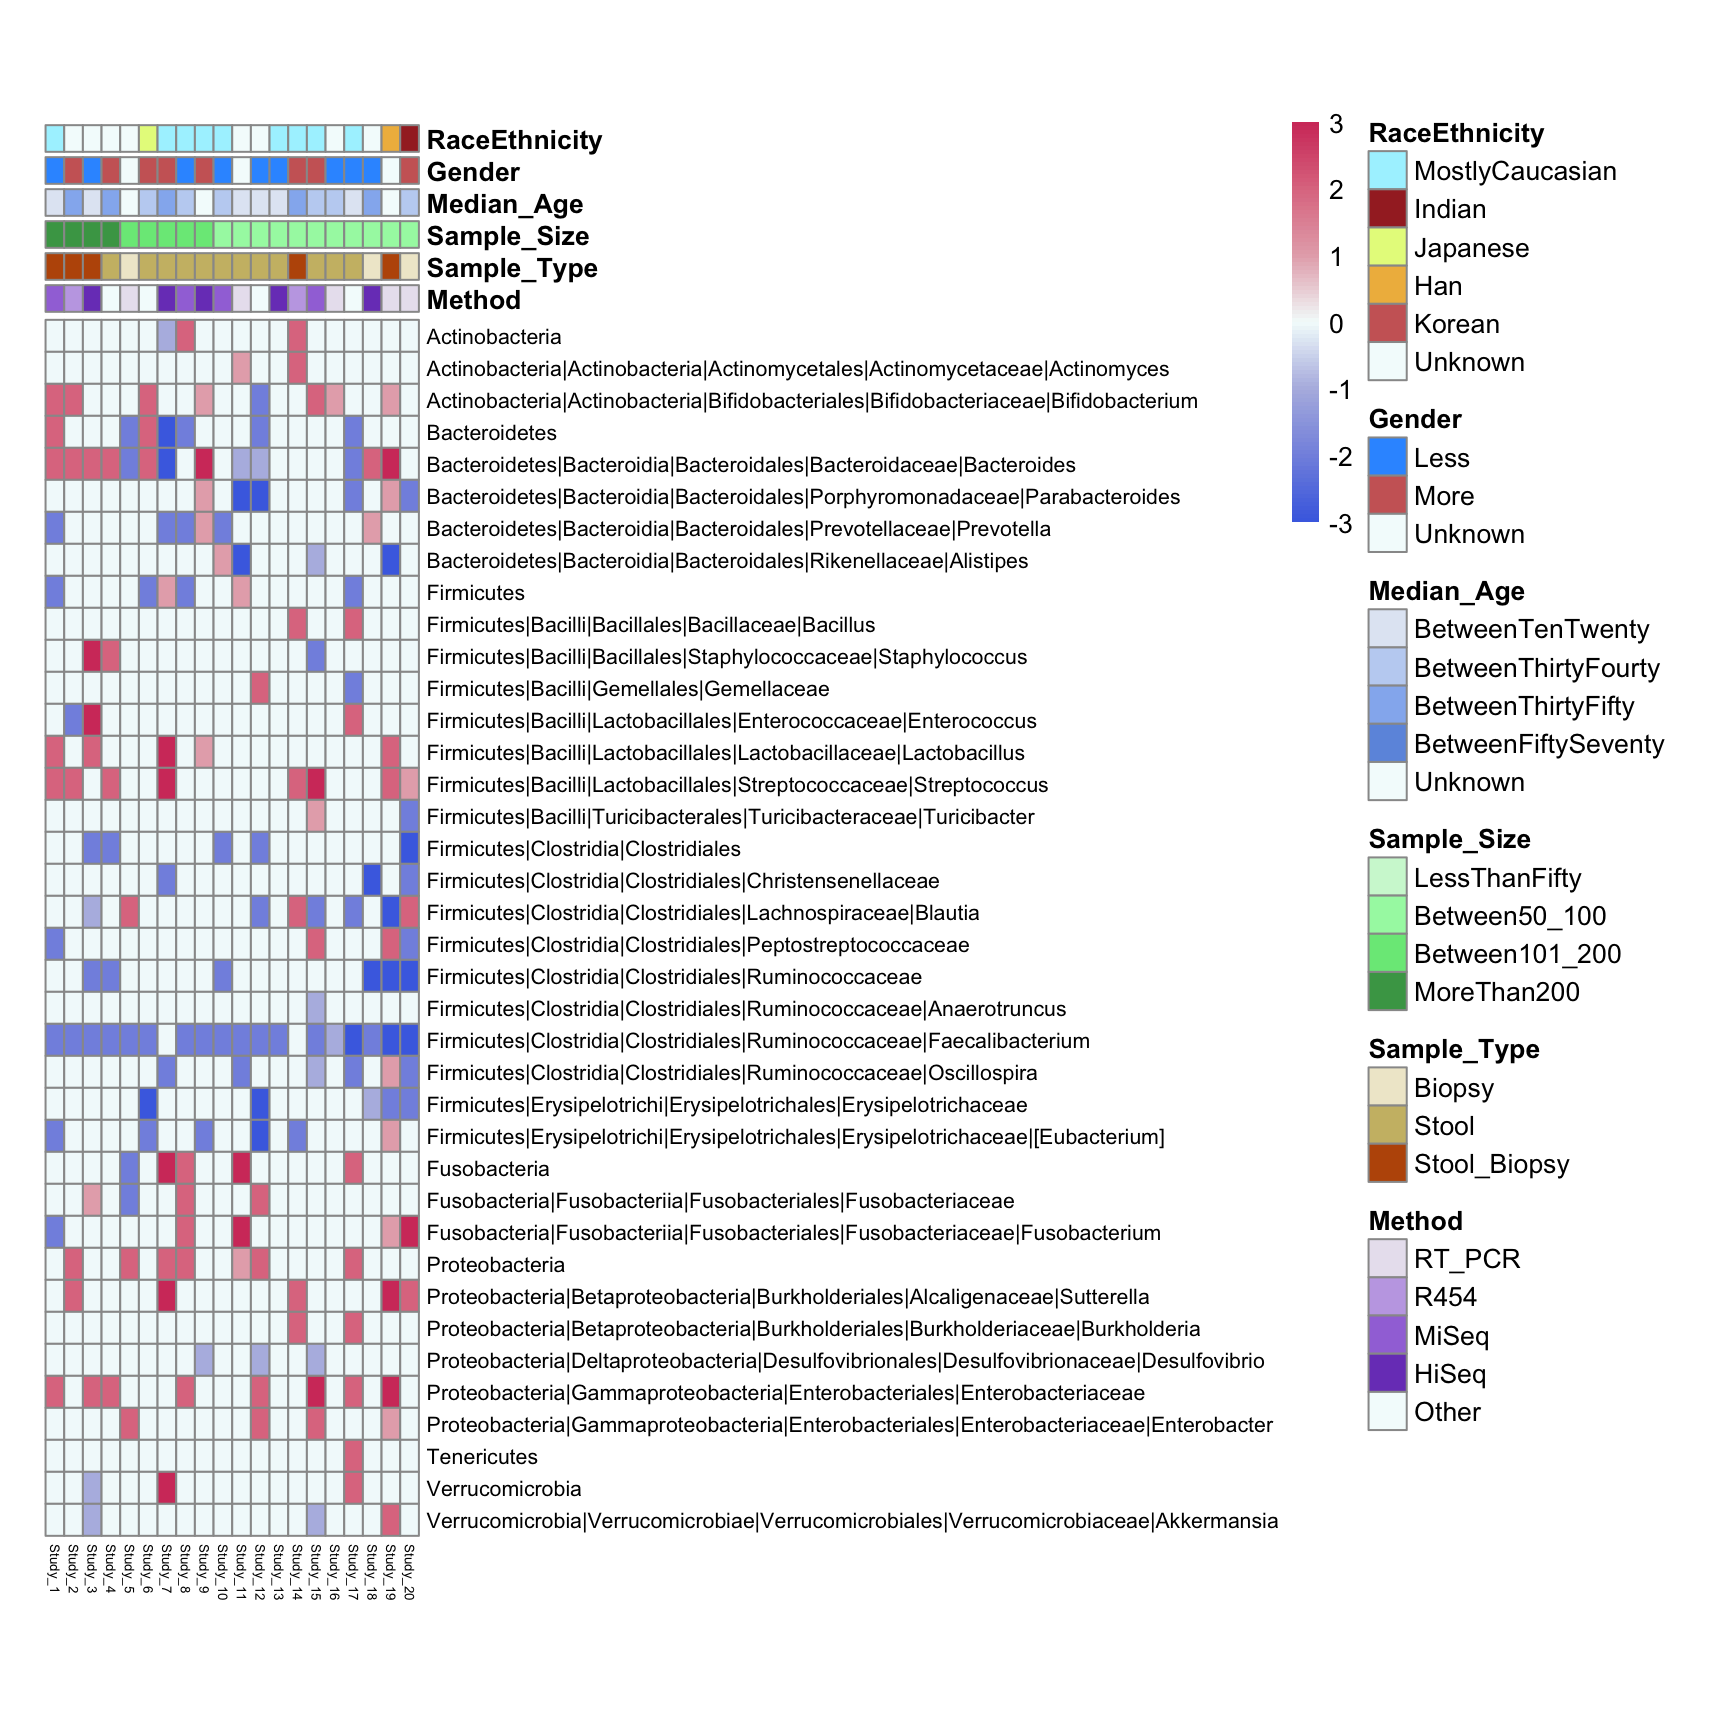 RaceEthnicity
Gender
Median_Age
Sample_Size
Sample_Type
Method
Actinobacteria
Actinobacteria|Actinobacteria|Actinomycetales|Actinomycetaceae|Actinomyces
Actinobacteria|Actinobacteria|Bifidobacteriales|Bifidobacteriaceae|Bifidobacterium
Bacteroidetes
Bacteroidetes|Bacteroidia|Bacteroidales|Bacteroidaceae|Bacteroides
Bacteroidetes|Bacteroidia|Bacteroidales|Porphyromonadaceae|Parabacteroides
Bacteroidetes|Bacteroidia|Bacteroidales|Prevotellaceae|Prevotella
Bacteroidetes|Bacteroidia|Bacteroidales|Rikenellaceae|Alistipes
Firmicutes
Firmicutes|Bacilli|Bacillales|Bacillaceae|Bacillus
Firmicutes|Bacilli|Bacillales|Staphylococcaceae|Staphylococcus
Firmicutes|Bacilli|Gemellales|Gemellaceae
Firmicutes|Bacilli|Lactobacillales|Enterococcaceae|Enterococcus
Firmicutes|Bacilli|Lactobacillales|Lactobacillaceae|Lactobacillus
Firmicutes|Bacilli|Lactobacillales|Streptococcaceae|Streptococcus
Firmicutes|Bacilli|Turicibacterales|Turicibacteraceae|Turicibacter
Firmicutes|Clostridia|Clostridiales
Firmicutes|Clostridia|Clostridiales|Christensenellaceae
Firmicutes|Clostridia|Clostridiales|Lachnospiraceae|Blautia
Firmicutes|Clostridia|Clostridiales|Peptostreptococcaceae
Firmicutes|Clostridia|Clostridiales|Ruminococcaceae
Firmicutes|Clostridia|Clostridiales|Ruminococcaceae|Anaerotruncus
Firmicutes|Clostridia|Clostridiales|Ruminococcaceae|Faecalibacterium
Firmicutes|Clostridia|Clostridiales|Ruminococcaceae|Oscillospira
Firmicutes|Erysipelotrichi|Erysipelotrichales|Erysipelotrichaceae
Firmicutes|Erysipelotrichi|Erysipelotrichales|Erysipelotrichaceae|[Eubacterium]
Fusobacteria
Fusobacteria|Fusobacteriia|Fusobacteriales|Fusobacteriaceae
Fusobacteria|Fusobacteriia|Fusobacteriales|Fusobacteriaceae|Fusobacterium
Proteobacteria
Proteobacteria|Betaproteobacteria|Burkholderiales|Alcaligenaceae|Sutterella
Proteobacteria|Betaproteobacteria|Burkholderiales|Burkholderiaceae|Burkholderia
Proteobacteria|Deltaproteobacteria|Desulfovibrionales|Desulfovibrionaceae|Desulfovibrio
Proteobacteria|Gammaproteobacteria|Enterobacteriales|Enterobacteriaceae
Proteobacteria|Gammaproteobacteria|Enterobacteriales|Enterobacteriaceae|Enterobacter
Tenericutes
Verrucomicrobia
Verrucomicrobia|Verrucomicrobiae|Verrucomicrobiales|Verrucomicrobiaceae|Akkermansia
Study_1
Study_2
Study_3
Study_4
Study_5
Study_6
Study_7
Study_8
Study_9
Study_10
Study_11
Study_12
Study_13
Study_14
Study_15
Study_16
Study_17
Study_18
Study_19
Study_20
3
2
1
0
-1
-2
-3
RaceEthnicity
MostlyCaucasian
Indian
Japanese
Han
Korean
Unknown
Gender
Less
More
Unknown
Median_Age
BetweenTenTwenty
BetweenThirtyFourty
BetweenThirtyFifty
BetweenFiftySeventy
Unknown
Sample_Size
LessThanFifty
Between50_100
Between101_200
MoreThan200
Sample_Type
Biopsy
Stool
Stool_Biopsy
Method
RT_PCR
R454
MiSeq
HiSeq
Other